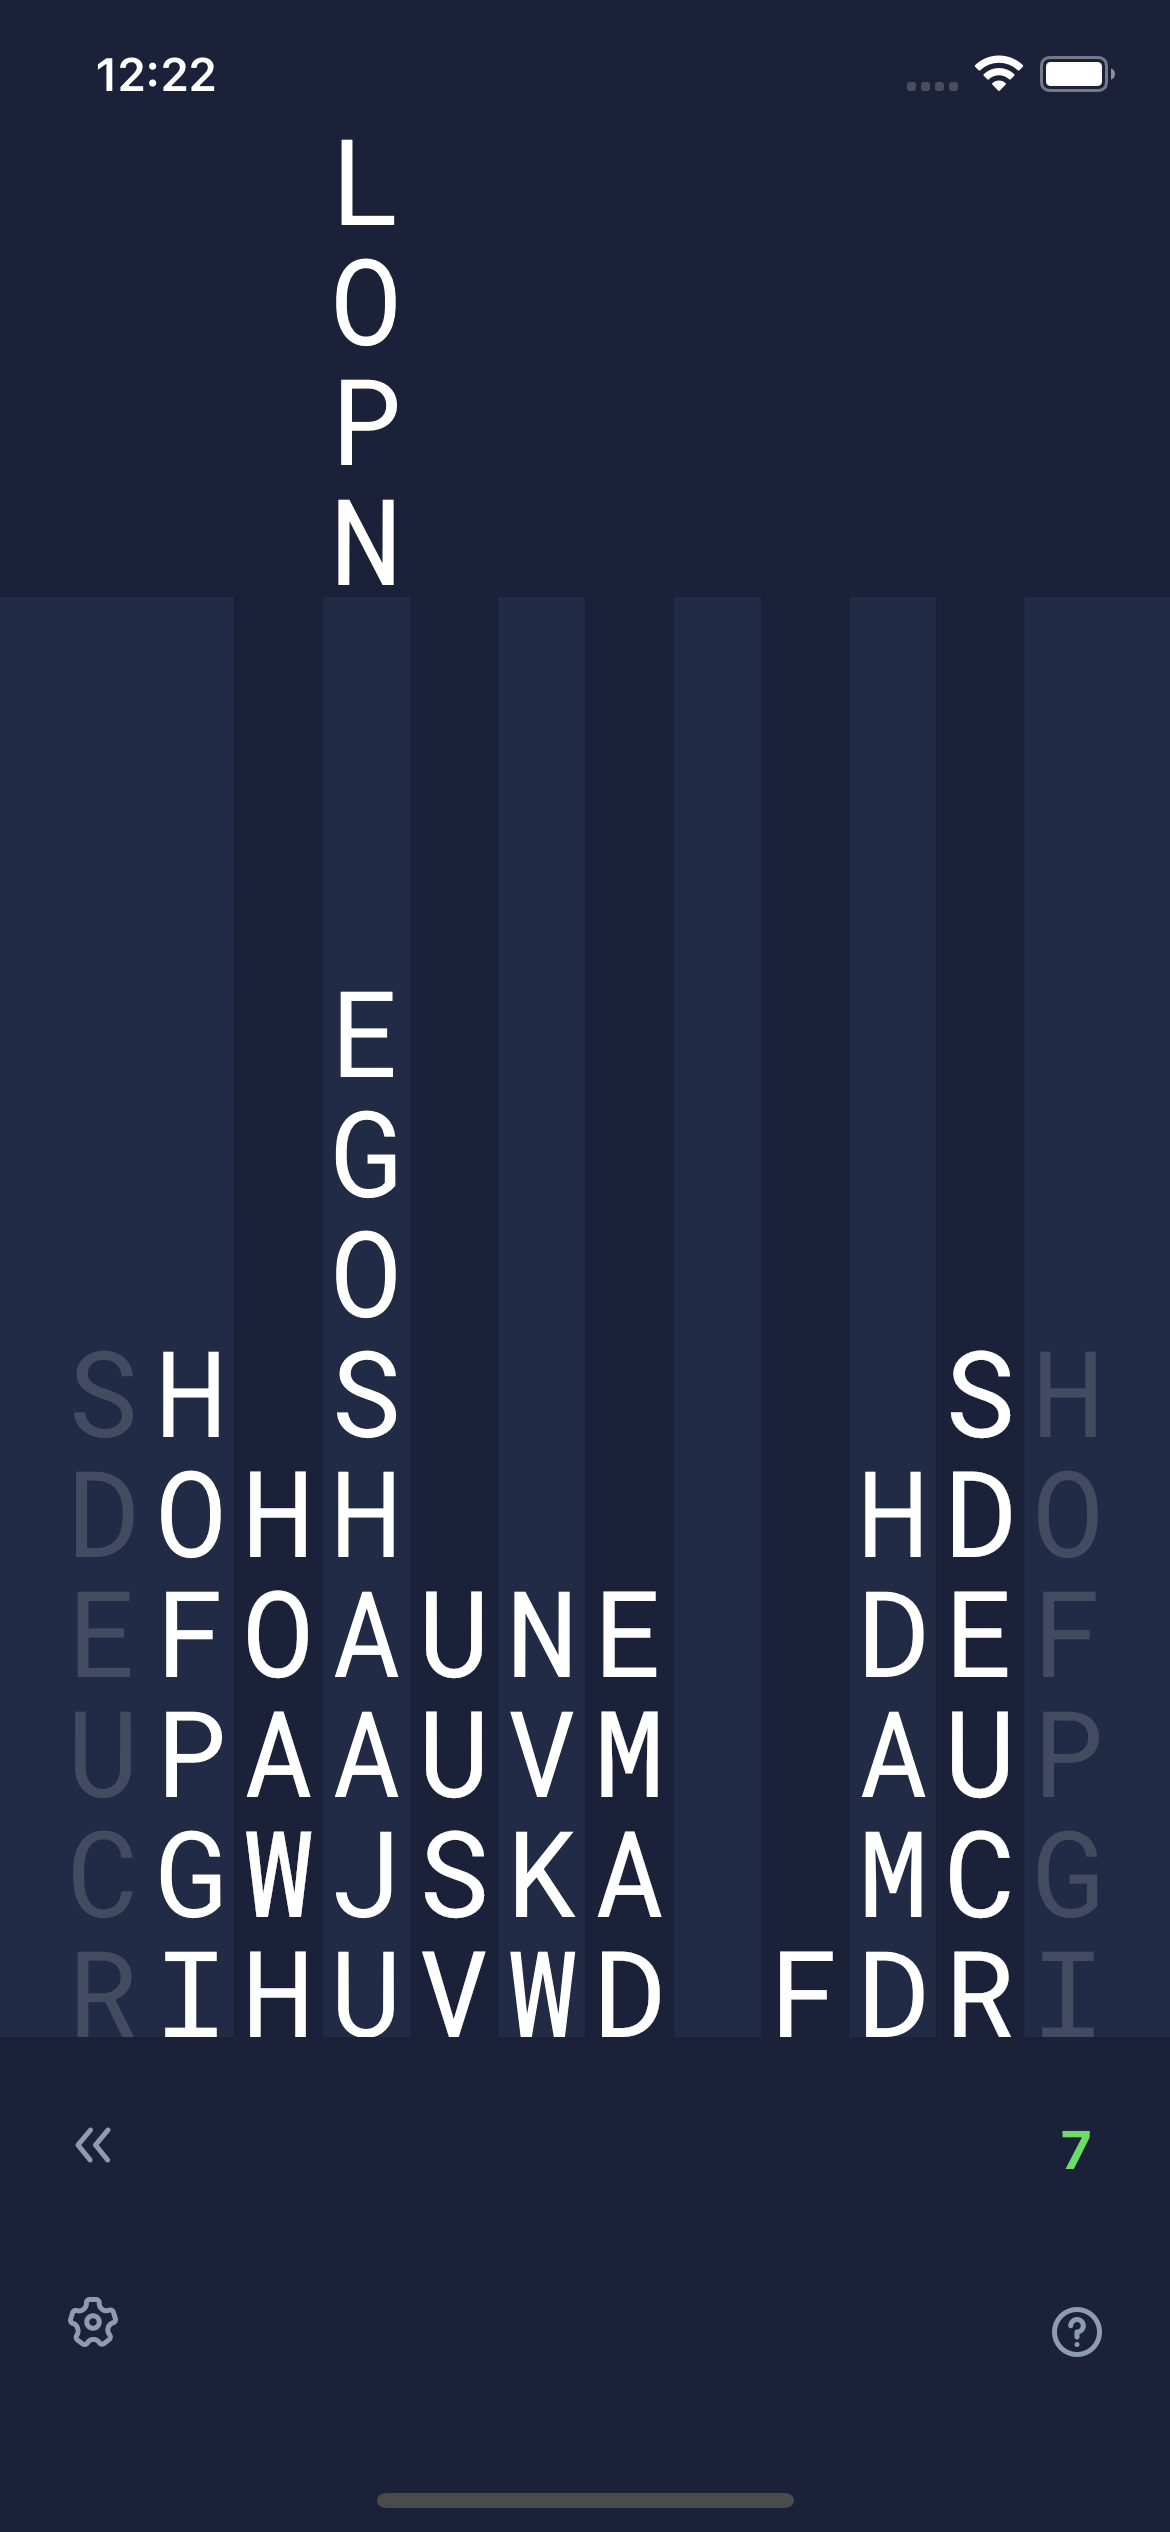 12:22
L
O
P
N
E
G
O
S H S S H
D O H H H D O
E F O A U N E D E F
U P A A U V M A U P
C G W J S K A M C G
R I H U V W D F D R I
7